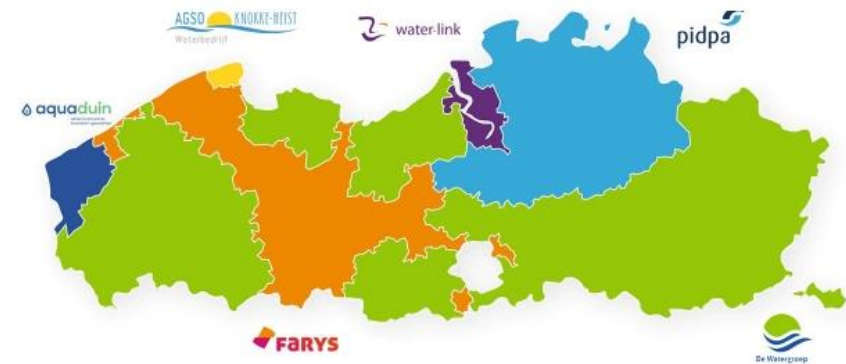 AGSO KNOKKE-HEIST
Waterbedrijf
water-link
pidpa
aquaduin
FARYS
De Watergroep